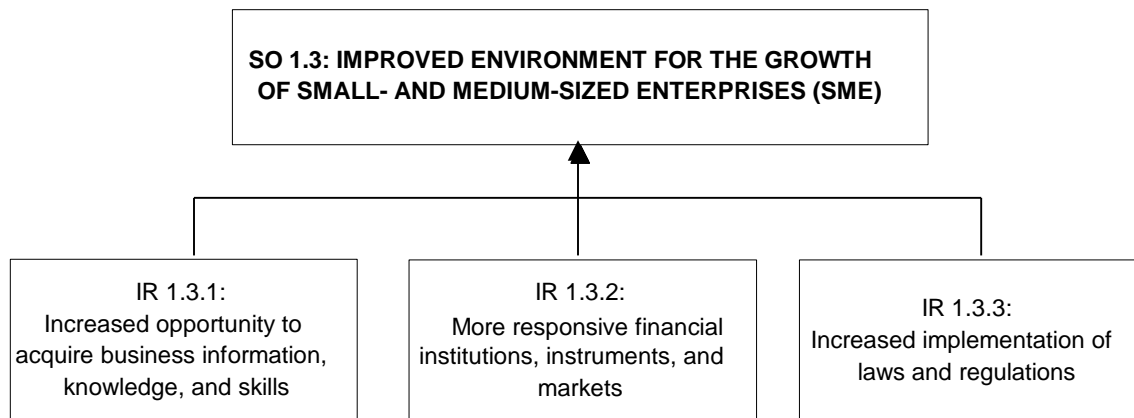 SO 1.3: IMPROVED ENVIRONMENT FOR THE GROWTH
OF SMALL- AND MEDIUM-SIZED ENTERPRISES (SME)
IR 1.3.1:
Increased opportunity to
acquire business information,
knowledge, and skills
IR 1.3.2:
More responsive financial
institutions, instruments, and
markets
IR 1.3.3:
Increased implementation of
laws and regulations